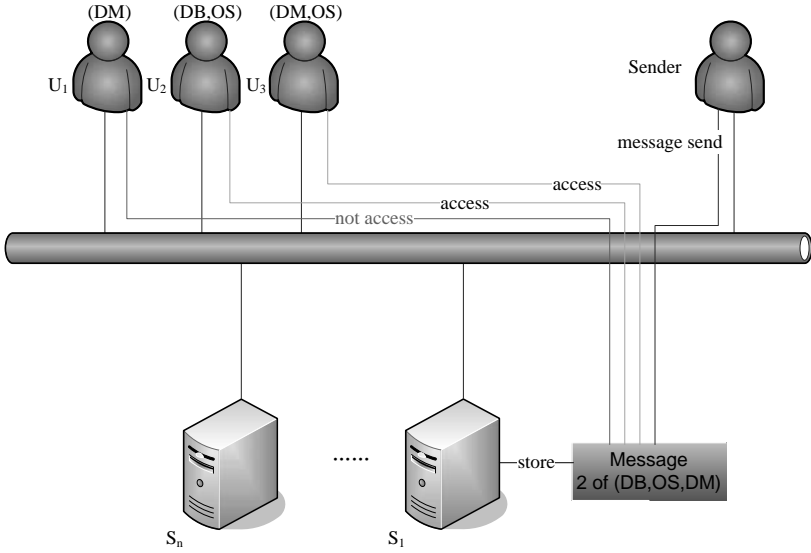 (DM) (DB,OS) (DM,OS)
U1 U2 U3 Sender
message send
access
access
not access
......
store
Message
2 of (DB,OS,DM)
Sn S1